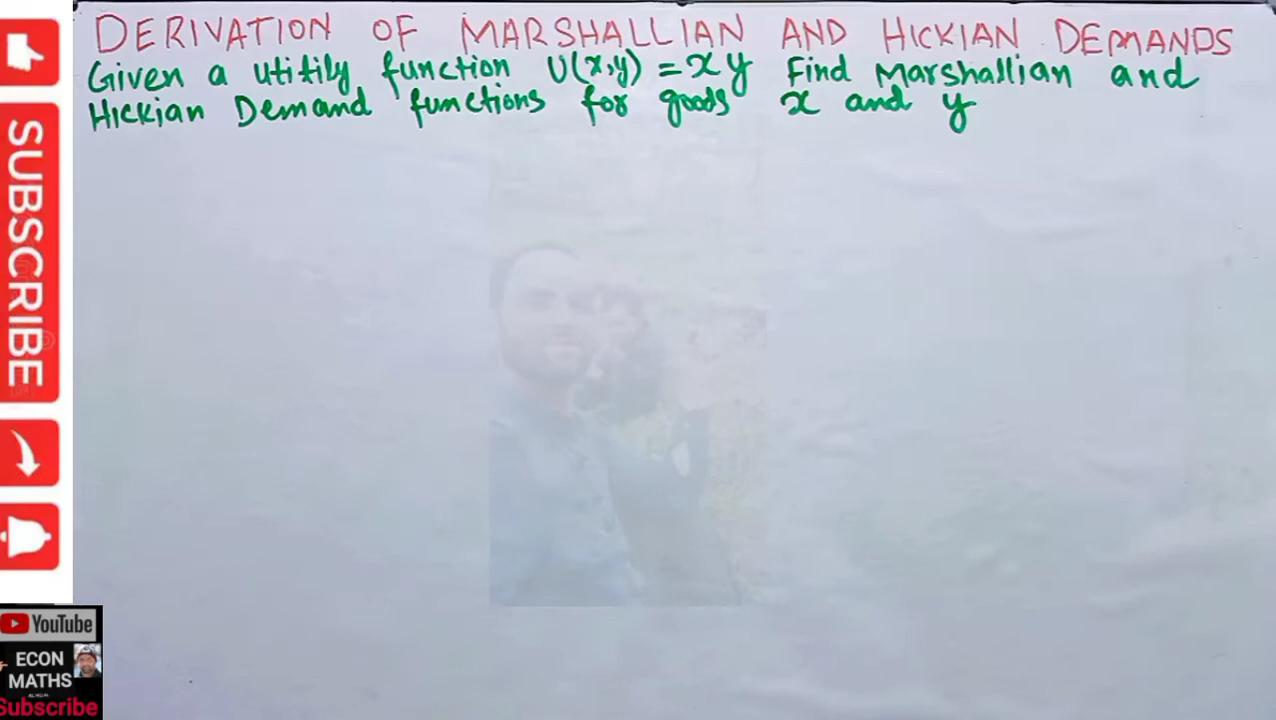 DERIVATION OF MARSHALLIAN AND HICKIAN DEMANDS
Given a utitily function U(x,y) = xy Find Marshallian and
Hickian Demand functions for goods x and y
SUBSCRIBE
YouTube
ECON
MATHS
Subscribe